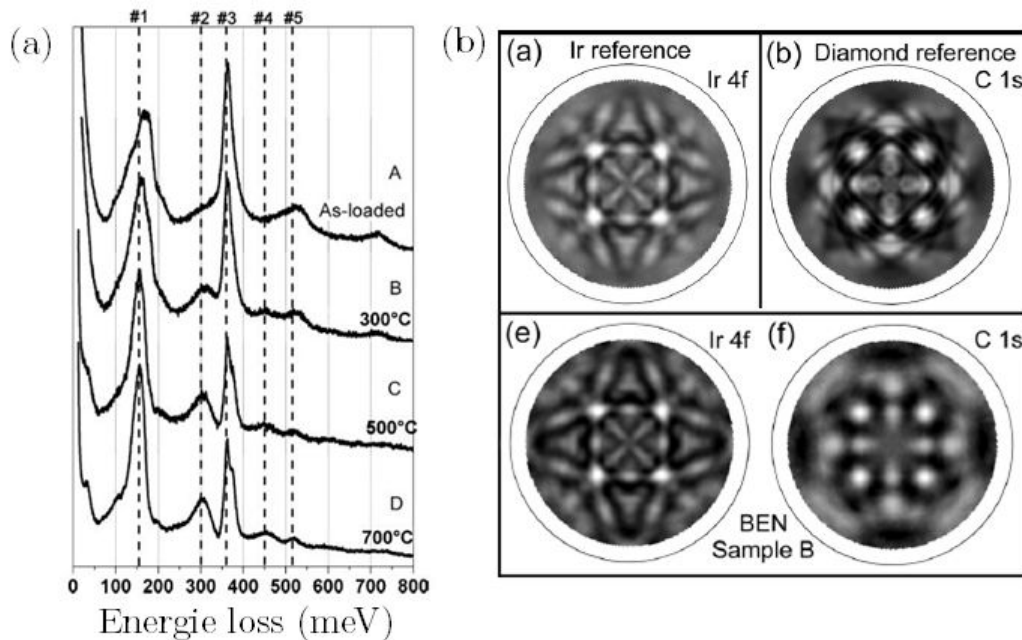 (a)
#1 #2 #3 #4 #5
A
As-loaded
B
300°C
C
500°C
D
700°C
0 100 200 300 400 500 600 700 800
Energie loss (meV)
(b)
(a) Ir reference
Ir 4f
(b) Diamond reference
C 1s
(e) Ir 4f
(f) C 1s
BEN
Sample B